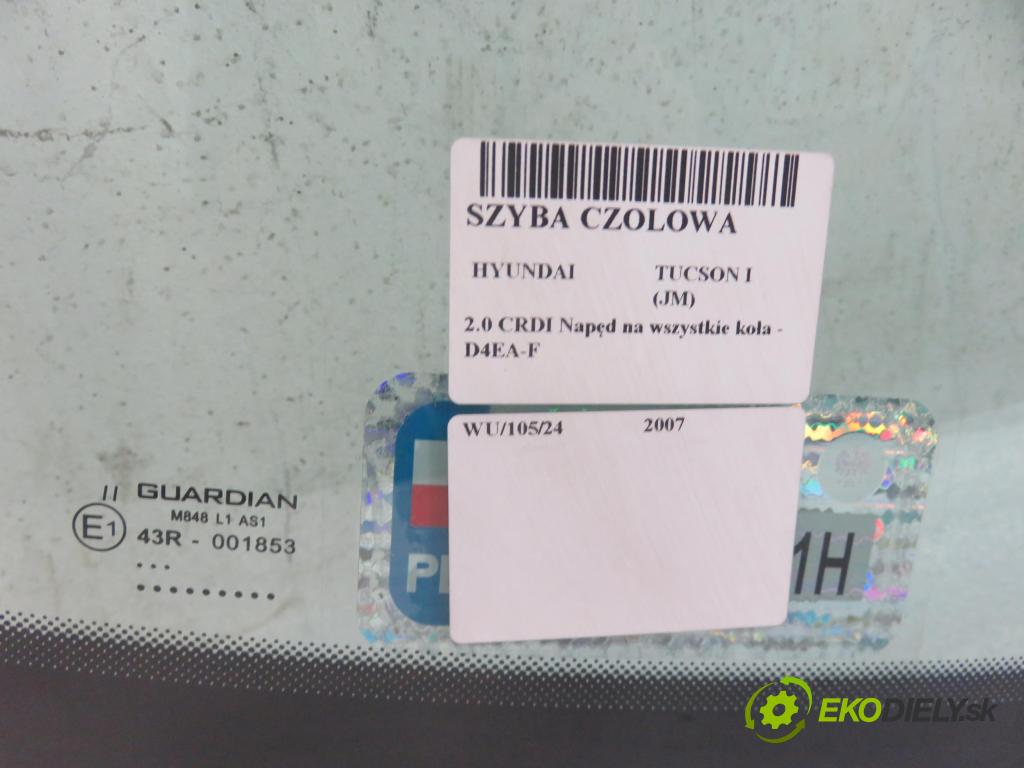 SZYBA CZOLOWA
HYUNDAI TUCSON I
(JM)
2.0 CRDI Napęd na wszystkie koła -
D4EA-F
WU/105/24 2007
II GUARDIAN
M848 L1 AS1
E1 43R - 001853
...
..........
1H
EKODIELY.sk